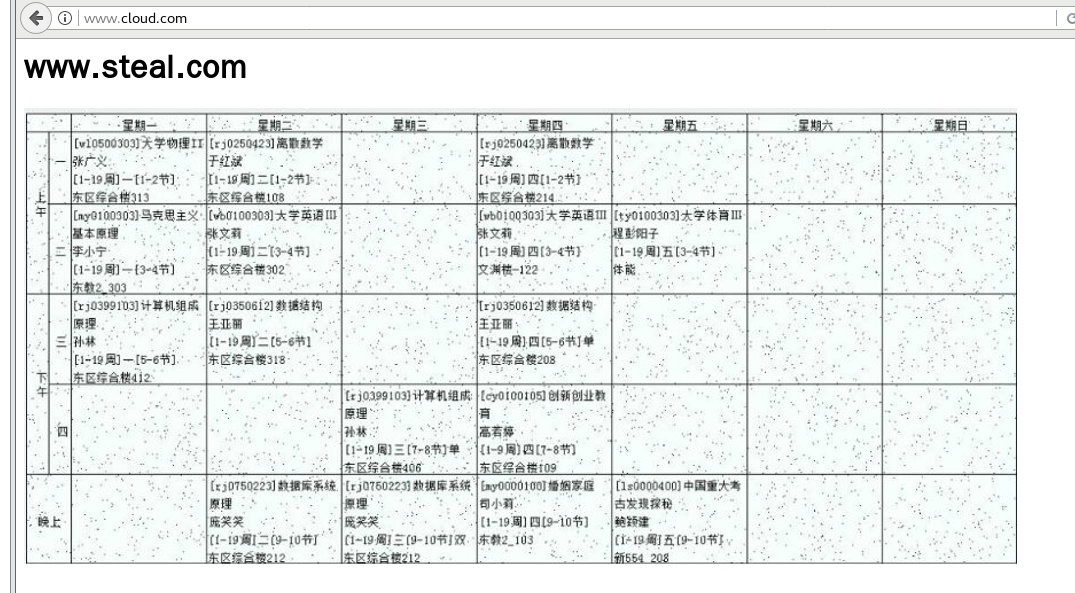 www.cloud.com
www.steal.com
星期一 星期二 星期三 星期四 星期五 星期六 星期日
上午
一
[wl0500303]大学物理II
张广义
[1-19周]一[1-2节]
东区综合楼313
[rj0250423]离散数学
于红斌
[1-19周]二[1-2节]
东区综合楼108
[rj0250423]离散数学
于红斌
[1-19周]四[1-2节]
东区综合楼214
二
[my0100303]马克思主义
基本原理
李小宁
[1-19周]一[3-4节]
东教2_303
[wb0100303]大学英语III
张文莉
[1-19周]二[3-4节]
东区综合楼302
[wb0100303]大学英语III
张文莉
[1-19周]四[3-4节]
文渊楼-122
[ty0100303]大学体育III
程彭阳子
[1-19周]五[3-4节]
体能
下午
三
[rj0399103]计算机组成
原理
孙林
[1-19周]一[5-6节]
东区综合楼412
[rj0350612]数据结构
王亚丽
[1-19周]二[5-6节]
东区综合楼318
[rj0350612]数据结构
王亚丽
[1-19周]四[5-6节]单
东区综合楼208
四
[rj0399103]计算机组成
原理
孙林
[1-19周]三[7-8节]单
东区综合楼406
[cy0100105]创新创业教
育
高若婷
[1-9周]四[7-8节]
东区综合楼109
晚上
[rj0750223]数据库系统
原理
庞笑笑
[1-19周]二[9-10节]
东区综合楼212
[rj0750223]数据库系统
原理
庞笑笑
[1-19周]三[9-10节]双
东区综合楼212
[my0000100]婚姻家庭
司小莉
[1-19周]四[9-10节]
东教2_103
[ls0000400]中国重大考
古发现探秘
鲍颖建
[1-19周]五[9-10节]
新554_208